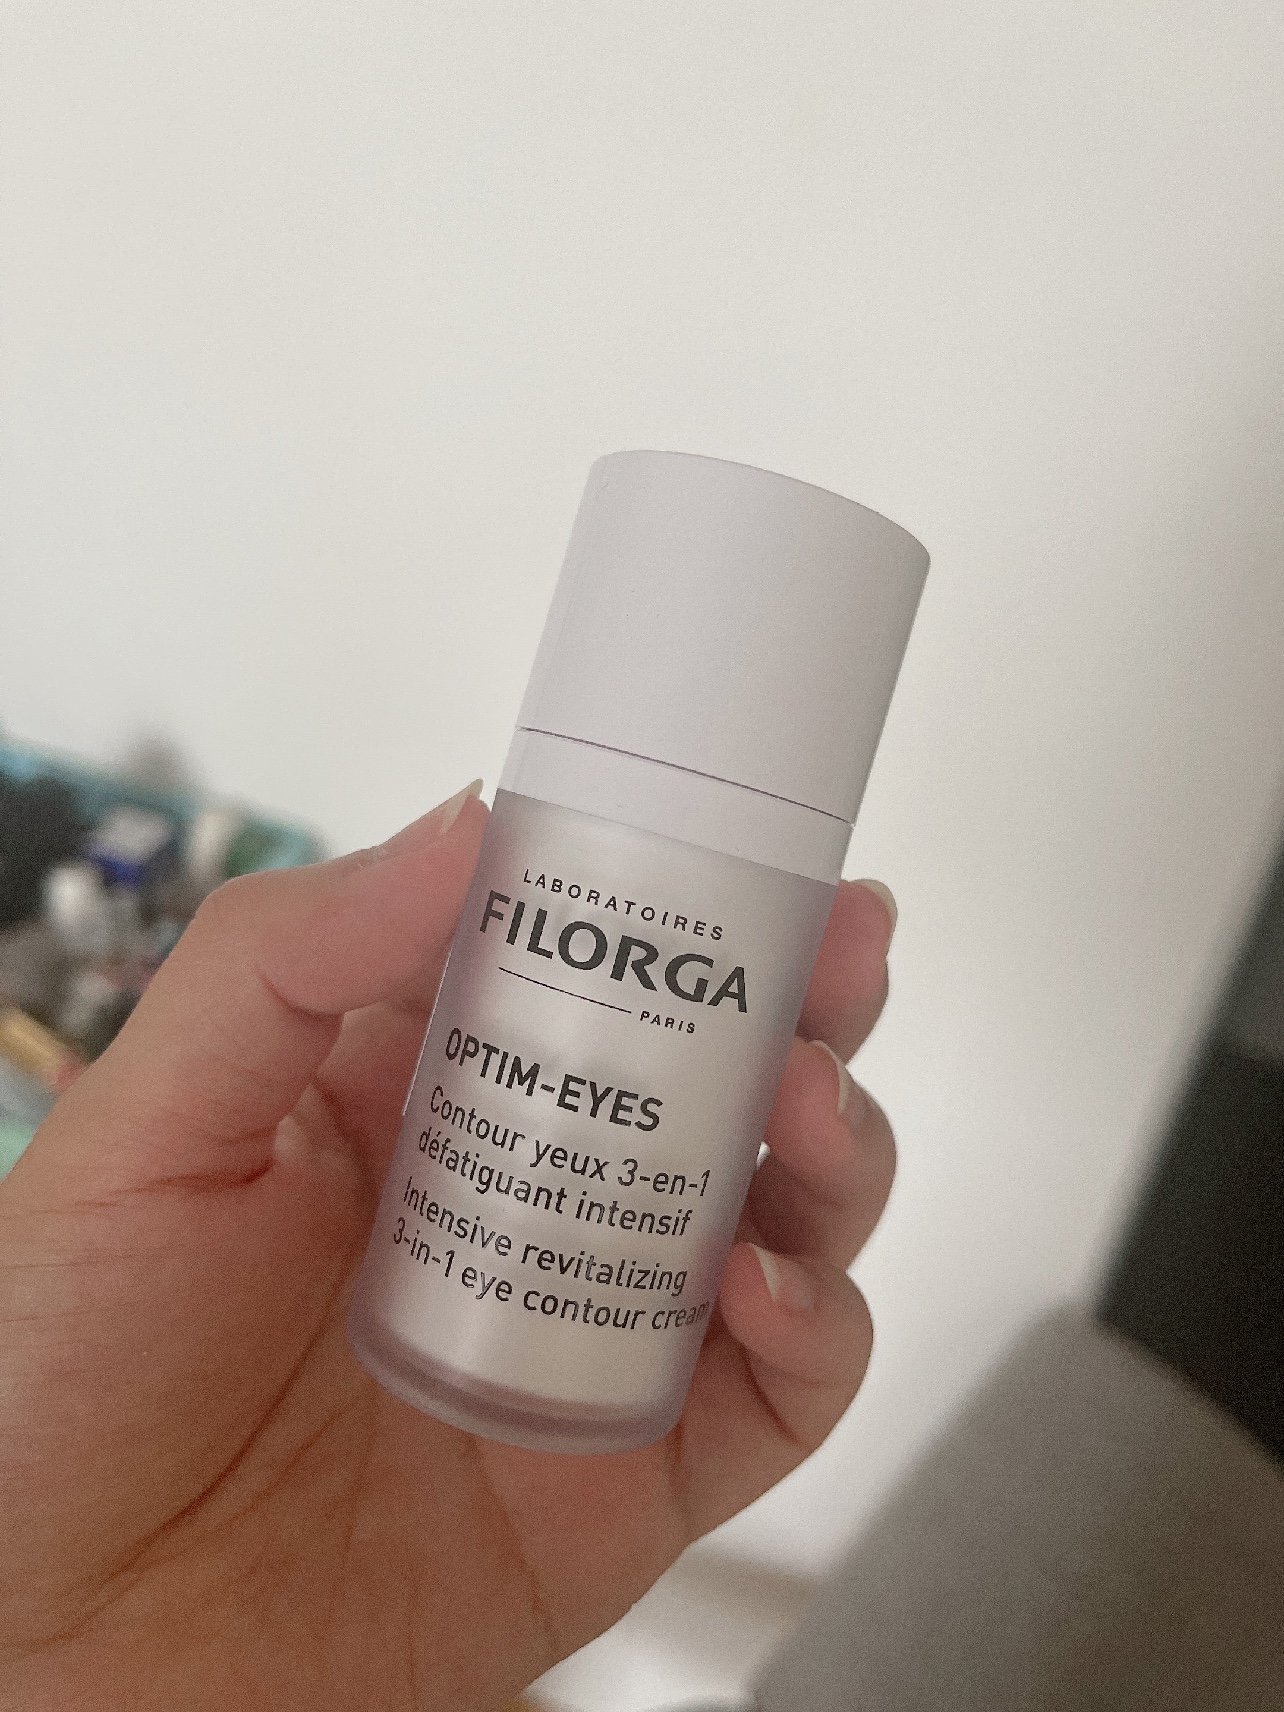 LABORATOIRES
FILORGA
PARIS
OPTIM-EYES
Contour yeux 3-en-1
défatiguant intensif
Intensive revitalizing
3-in-1 eye contour cream